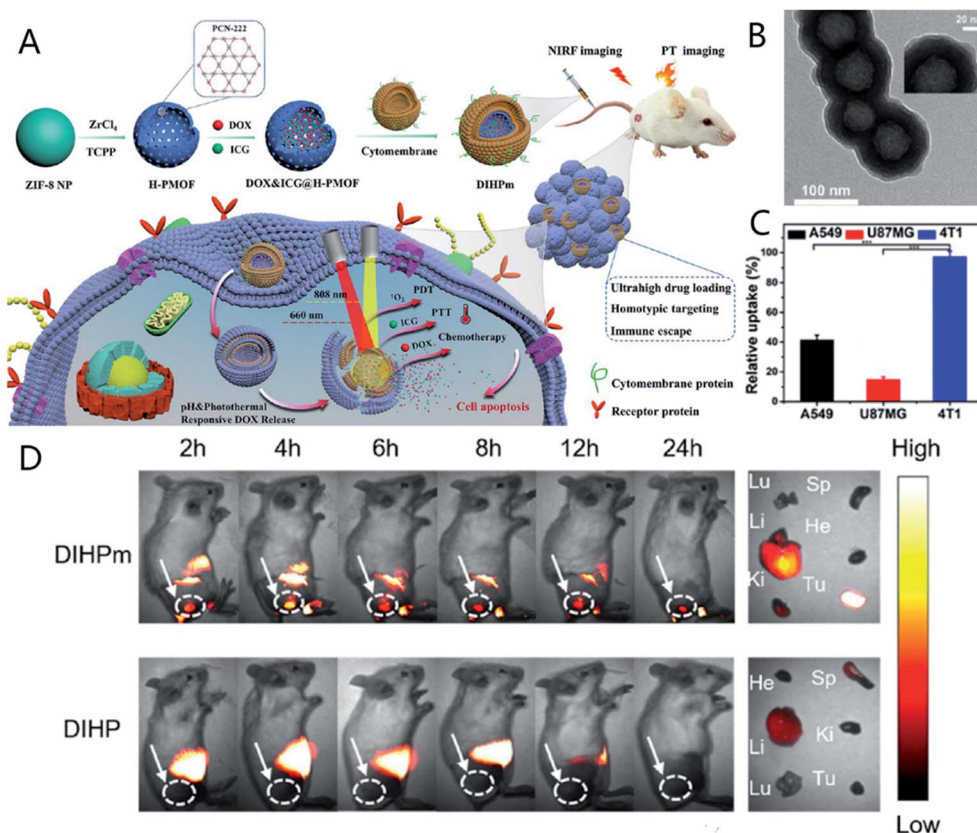 A
PCN-222
ZrCl4
TCPP
DOX
ICG
Cytomembrane
NIRF imaging
PT imaging
ZIF-8 NP
H-PMOF
DOX&ICG@H-PMOF
DIHPm
808 nm
660 nm
¹O₂
PDT
ICG
PTT
DOX
Chemotherapy
Cell apoptosis
pH&Photothermal
Responsive DOX Release
Ultrahigh drug loading
Homotypic targeting
Immune escape
Cytomembrane protein
Receptor protein
B
20 nm
100 nm
C
A549 U87MG 4T1
*** ***
Relative uptake (%)
100
80
60
40
20
0
A549 U87MG 4T1
D
2h 4h 6h 8h 12h 24h
High
DIHPm
Lu Sp
Li He
Ki Tu
DIHP
He Sp
Li Ki
Lu Tu
Low